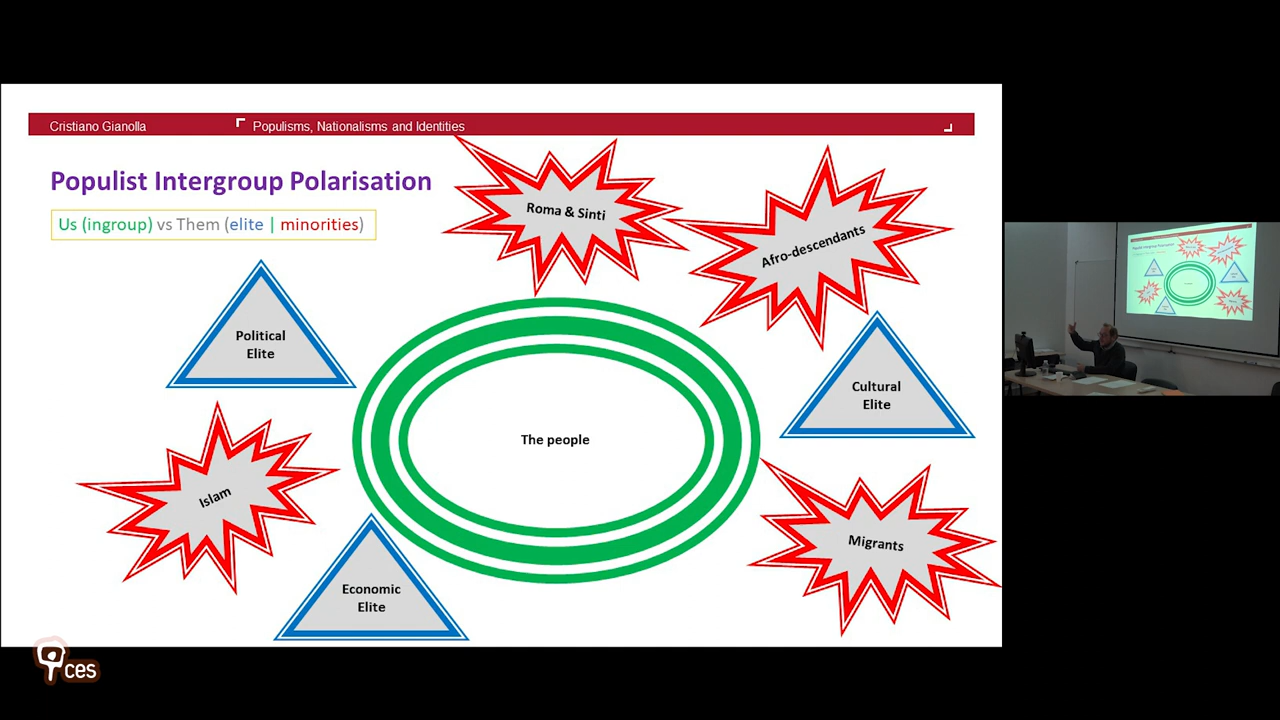 Cristiano Gianolla
Populisms, Nationalisms and Identities
Populist Intergroup Polarisation
Us (ingroup) vs Them (elite | minorities)
Roma & Sinti
Afro-descendants
Political
Elite
Cultural
Elite
The people
Islam
Migrants
Economic
Elite
ces